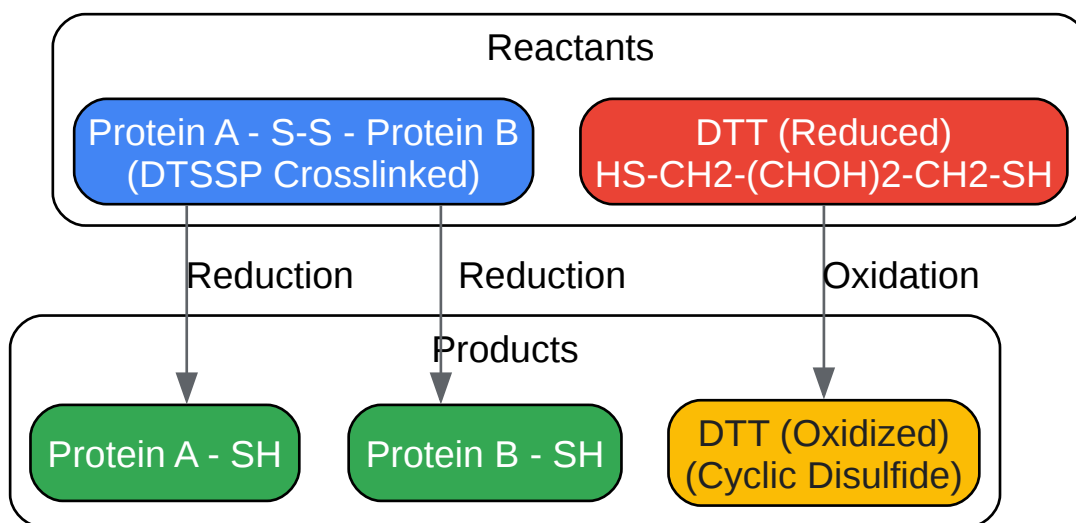 Reactants
Protein A - S-S - Protein B
(DTSSP Crosslinked)
DTT (Reduced)
HS-CH2-(CHOH)2-CH2-SH
Reduction
Reduction
Oxidation
Products
Protein A - SH
Protein B - SH
DTT (Oxidized)
(Cyclic Disulfide)